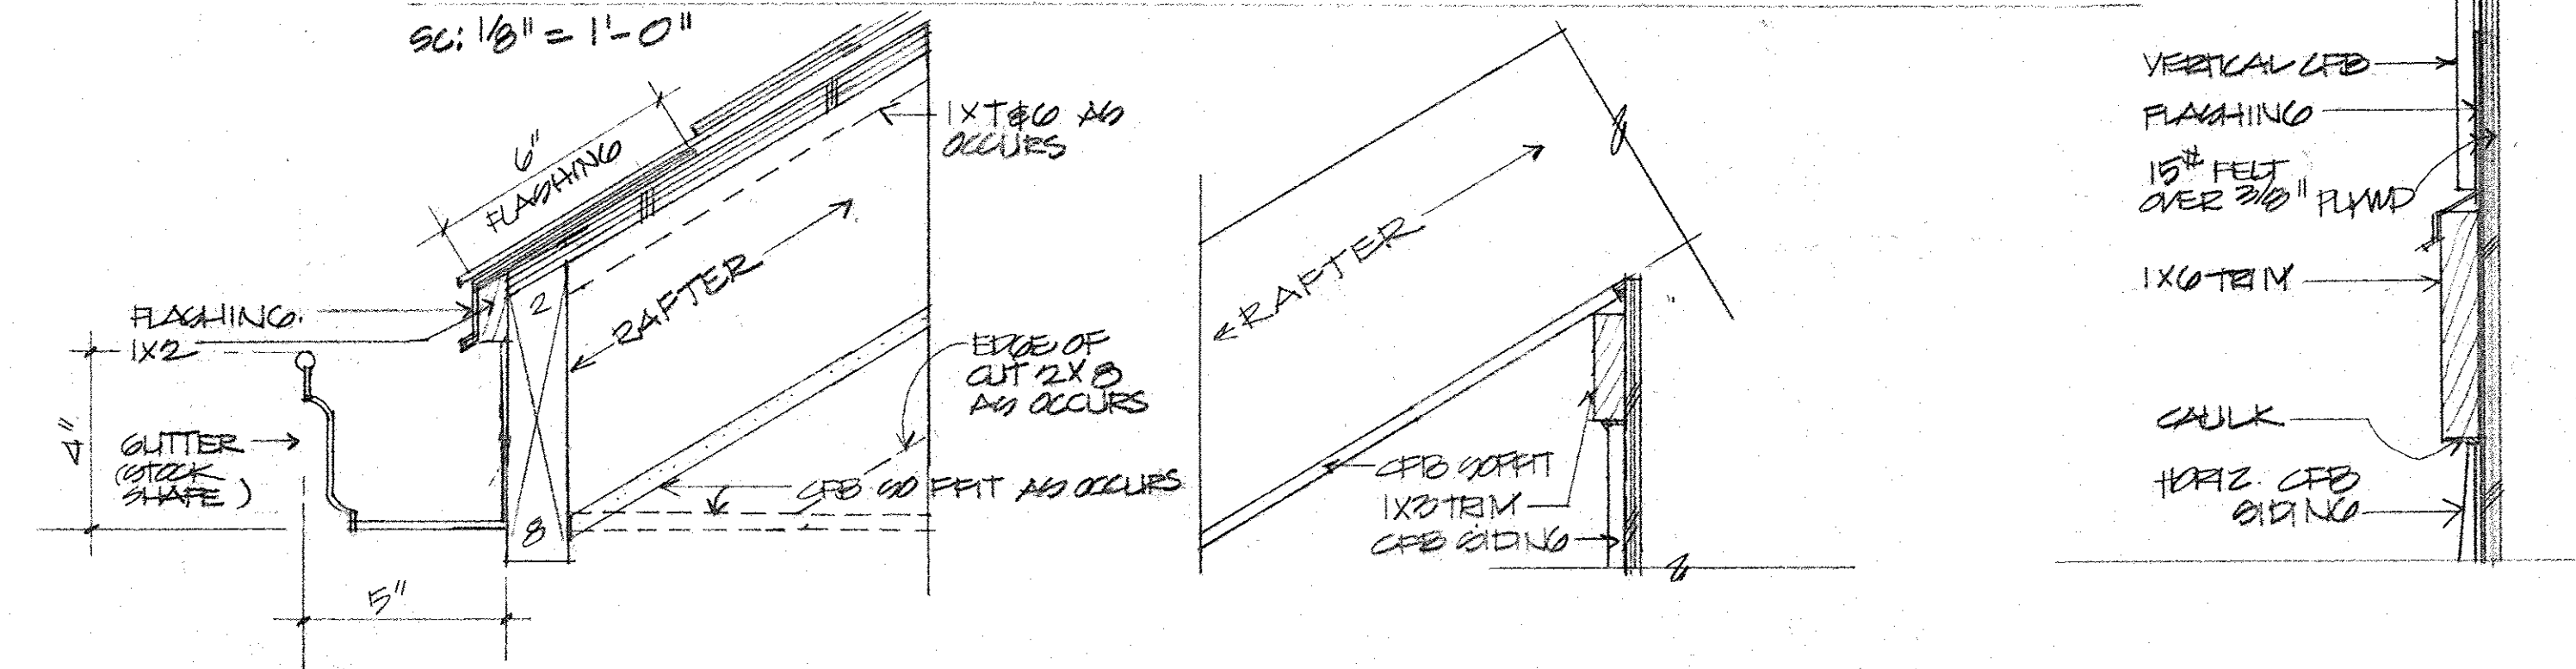 SC: 1/8" = 1'-0"
6"
FLASHING
1X T&G AS
OCCURS
RAFTER
2
8
FLASHING
1X2
4"
GUTTER
(STOCK
SHAPE)
5"
EDGE OF
CUT 2X8
AS OCCURS
CFB SOFFIT AS OCCURS
RAFTER
CFB SOFFIT
1X3 TRIM
CFB SIDING
VERTICAL CFB
FLASHING
15# FELT
OVER 3/8" PLYWD
1X6 TRIM
CAULK
HORIZ. CFB
SIDING